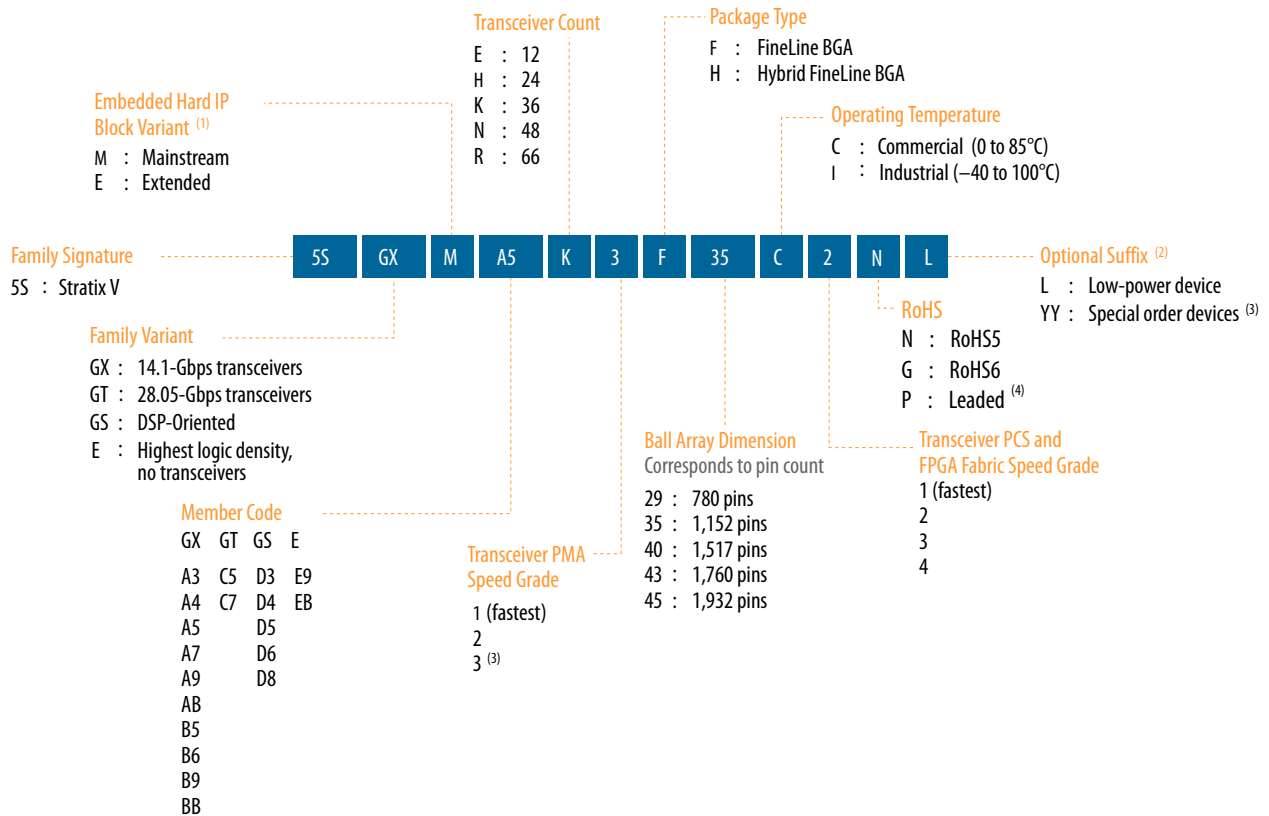 Transceiver Count
E : 12
H : 24
K : 36
N : 48
R : 66
Package Type
F : FineLine BGA
H : Hybrid FineLine BGA
Embedded Hard IP
Block Variant (1)
M : Mainstream
E : Extended
Operating Temperature
C : Commercial (0 to 85°C)
I : Industrial (–40 to 100°C)
Family Signature
5S : Stratix V
5S GX M A5 K 3 F 35 C 2 N L
Optional Suffix (2)
L : Low-power device
YY : Special order devices (3)
RoHS
N : RoHS5
G : RoHS6
P : Leaded (4)
Family Variant
GX : 14.1-Gbps transceivers
GT : 28.05-Gbps transceivers
GS : DSP-Oriented
E : Highest logic density,
no transceivers
Member Code
GX GT GS E
A3 C5 D3 E9
A4 C7 D4 EB
A5 D5
A7 D6
A9 D8
AB
B5
B6
B9
BB
Transceiver PMA
Speed Grade
1 (fastest)
2
3 (3)
Ball Array Dimension
Corresponds to pin count
29 : 780 pins
35 : 1,152 pins
40 : 1,517 pins
43 : 1,760 pins
45 : 1,932 pins
Transceiver PCS and
FPGA Fabric Speed Grade
1 (fastest)
2
3
4